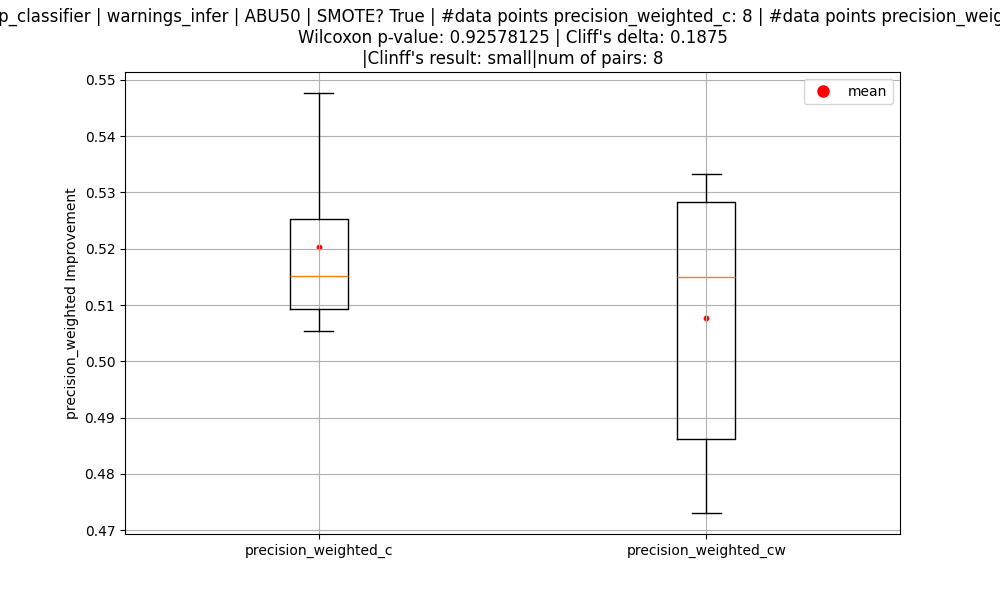 p_classifier | warnings_infer | ABU50 | SMOTE? True | #data points precision_weighted_c: 8 | #data points precision_weig
Wilcoxon p-value: 0.92578125 | Cliff's delta: 0.1875
|Clinff's result: small|num of pairs: 8
mean
0.55
0.54
0.53
0.52
0.51
0.50
0.49
0.48
0.47
precision_weighted Improvement
precision_weighted_c
precision_weighted_cw